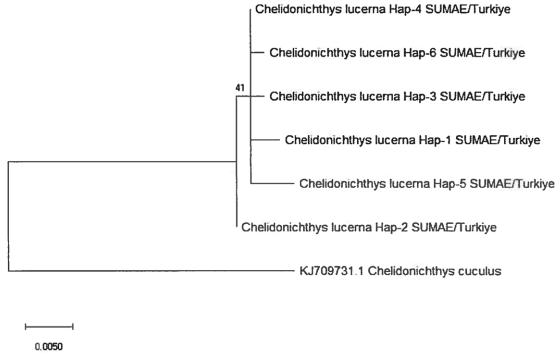 Chelidonichthys lucerna Hap-4 SUMAE/Turkiye
Chelidonichthys lucerna Hap-6 SUMAE/Turkiye
41
Chelidonichthys lucerna Hap-3 SUMAE/Turkiye
Chelidonichthys lucerna Hap-1 SUMAE/Turkiye
Chelidonichthys lucerna Hap-5 SUMAE/Turkiye
Chelidonichthys lucerna Hap-2 SUMAE/Turkiye
KJ709731.1 Chelidonichthys cuculus
0.0050